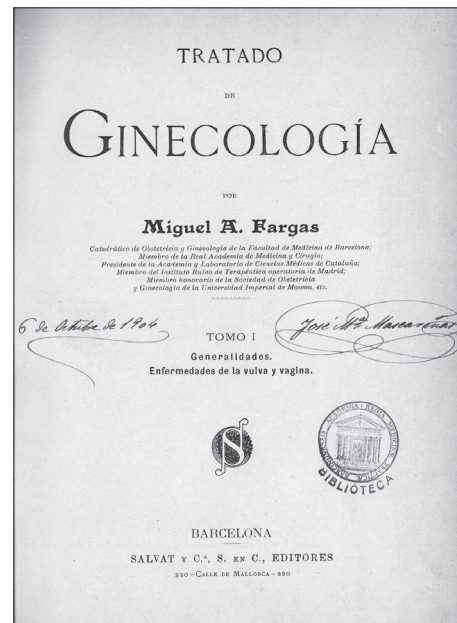 TRATADO
DE
GINECOLOGÍA
POR
Miguel A. Fargas
Catedrático de Obstetricia y Ginecología de la Facultad de Medicina de Barcelona;
Miembro de la Real Academia de Medicina y Cirugía;
Presidente de la Academia y Laboratorio de Ciencias Médicas de Cataluña;
Miembro del Instituto Rubio de Terapéutica operatoria de Madrid;
Miembro honorario de la Sociedad de Obstetricia
y Ginecología de la Universidad Imperial de Moscou, etc.
6 de Octubre de 1904
José Mª Mascareñas
TOMO I
Generalidades.
Enfermedades de la vulva y vagina.
BIBLIOTECA
BARCELONA
SALVAT Y C.ª, S. EN C., EDITORES
220-CALLE DE MALLORCA-220